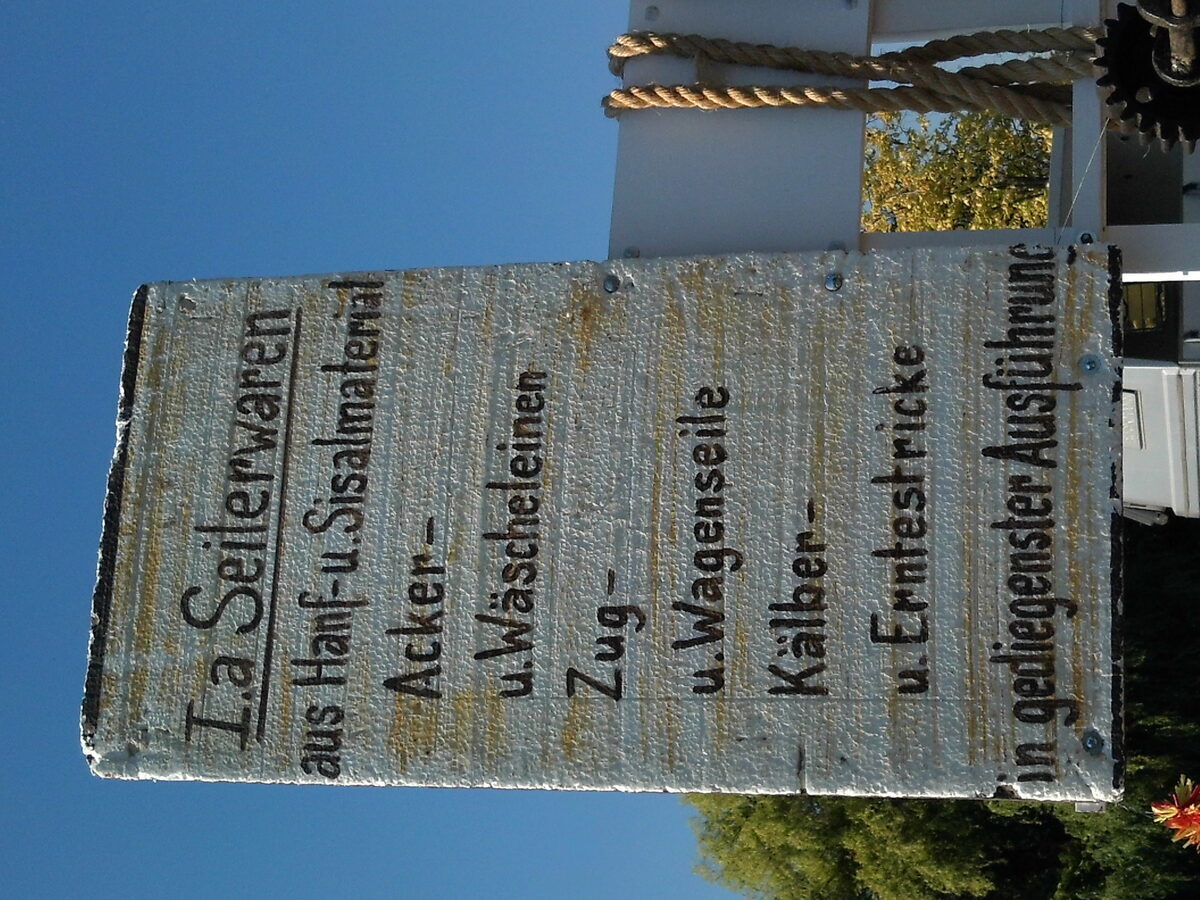 I.a Seilerwaren
aus Hanf-u.Sisalmaterial
Acker-
u.Wäscheleinen
Zug-
u.Wagenseile
Kälber-
u.Erntestricke
in gediegenster Ausführung